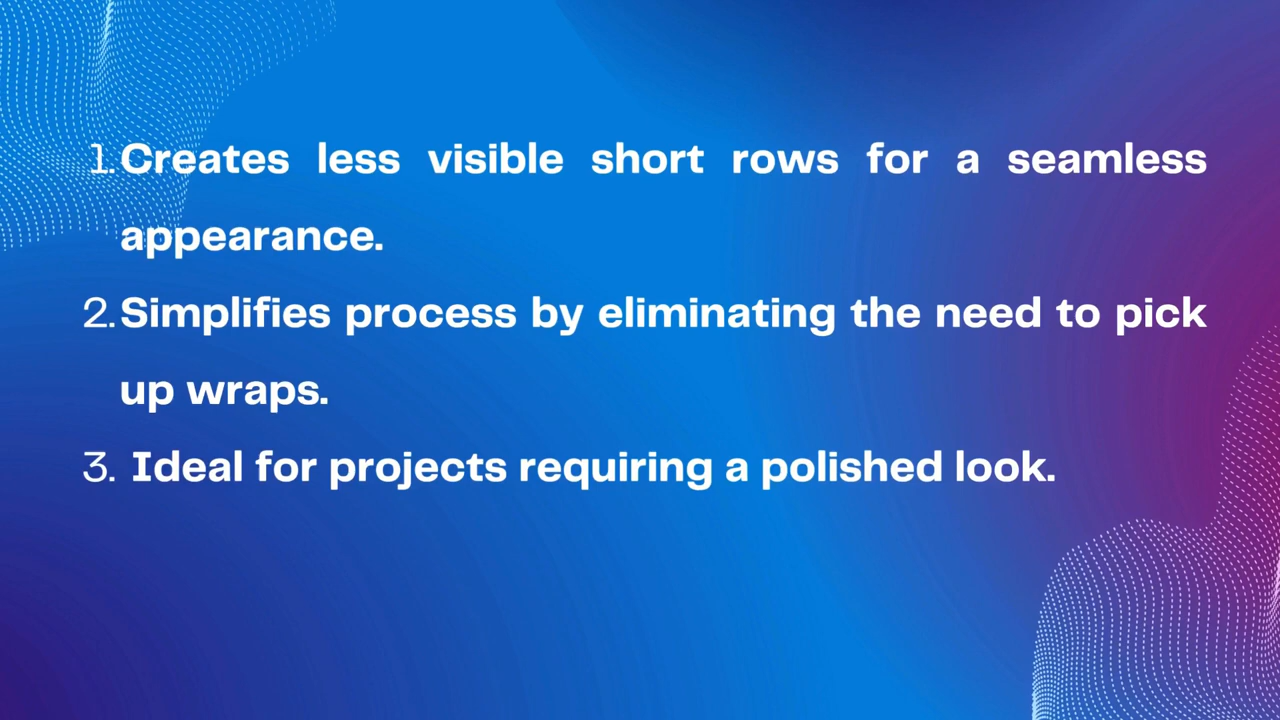 1. Creates less visible short rows for a seamless
appearance.
2. Simplifies process by eliminating the need to pick
up wraps.
3. Ideal for projects requiring a polished look.